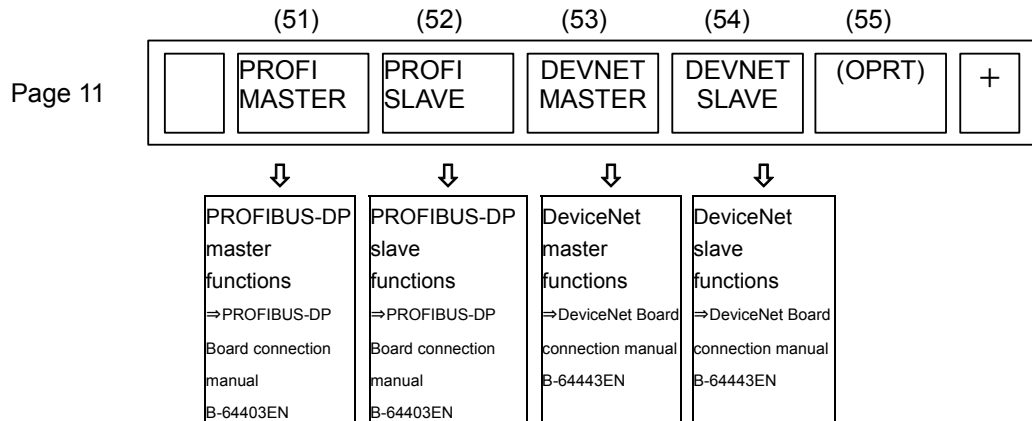 (51) (52) (53) (54) (55)
Page 11
PROFI MASTER
PROFI SLAVE
DEVNET MASTER
DEVNET SLAVE
(OPRT)
+
PROFIBUS-DP
master
functions
⇒PROFIBUS-DP
Board connection
manual
B-64403EN
PROFIBUS-DP
slave
functions
⇒PROFIBUS-DP
Board connection
manual
B-64403EN
DeviceNet
master
functions
⇒DeviceNet Board
connection manual
B-64443EN
DeviceNet
slave
functions
⇒DeviceNet Board
connection manual
B-64443EN